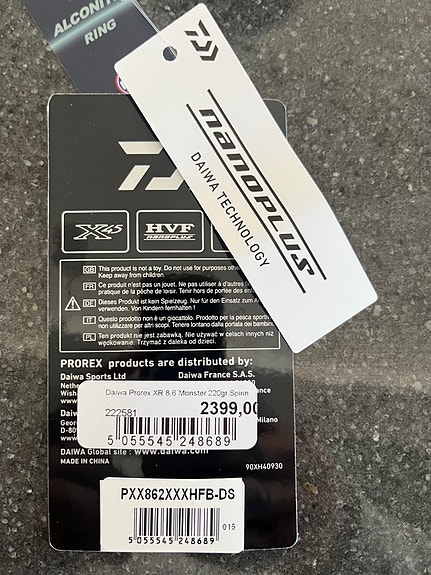 ALCONITE
RING
nanoplus
DAIWA TECHNOLOGY
X45
HVF
nanoplus
GB This product is not a toy. Do not use for purposes other
Keep away from children.
FR Ce produit n'est pas un jouet. Ne pas utiliser à d'autres
pratique de la pêche de loisir. Tenir hors de portée des
DE Dieses Produkt ist kein Spielzeug. Nur für den Einsatz zum
verwenden. Von Kindern fernhalten!
IT Questo prodotto non è un giocattolo. Prodotto per la pesca
non utilizzare per altri scopi. Tenere lontano dalla portata dei
PL Ten produkt nie jest zabawką. Nie używać w celach innych niż
wędkowanie. Trzymać z daleka od dzieci.
PROREX products are distributed by:
Daiwa Sports Ltd Daiwa France S.A.S.
Daiwa Prorex XR 8,6'Monster 220gr Spinn
222581 2399,00
5 055545 248689
Milano
DAIWA Global site : www.daiwa.com
MADE IN CHINA 90XH40930
PXX862XXXHFB-DS
015
5 055545 248689